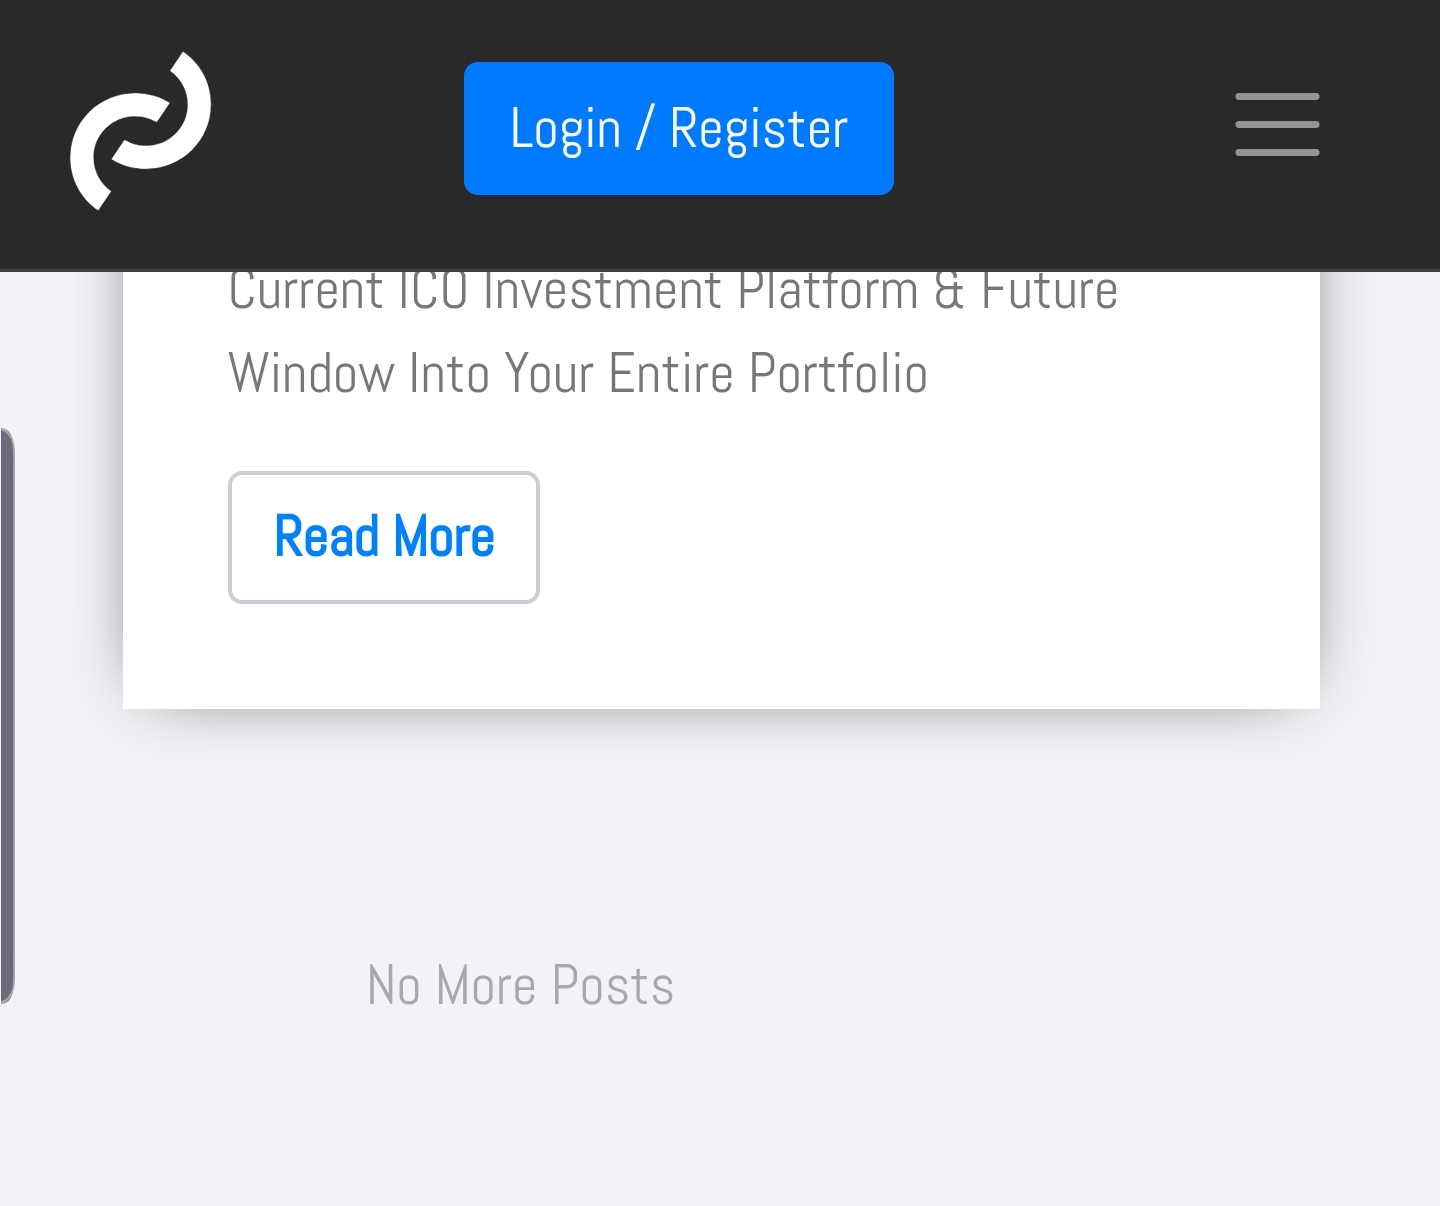 Login / Register
Current ICO Investment Platform & Future
Window Into Your Entire Portfolio
Read More
No More Posts